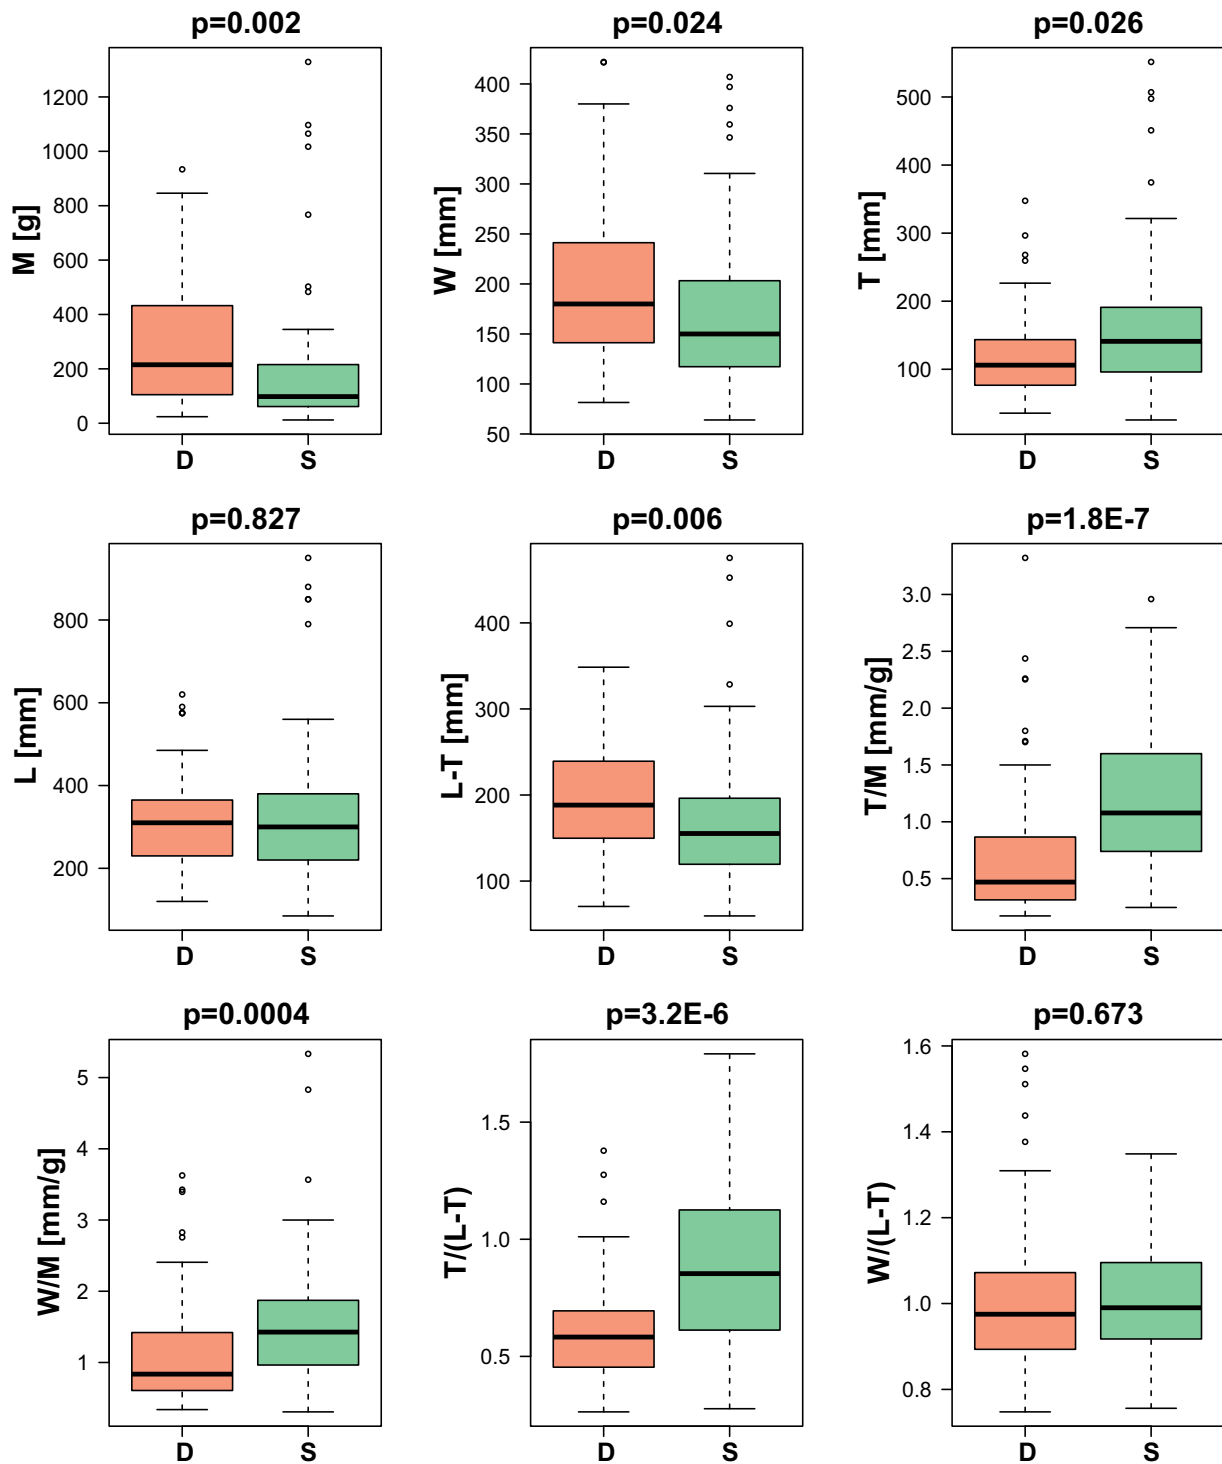 p=0.002
M [g]
1200
1000
800
600
400
200
0
D S
p=0.024
W [mm]
400
350
300
250
200
150
100
50
D S
p=0.026
T [mm]
500
400
300
200
100
D S
p=0.827
L [mm]
800
600
400
200
D S
p=0.006
L-T [mm]
400
300
200
100
D S
p=1.8E-7
T/M [mm/g]
3.0
2.5
2.0
1.5
1.0
0.5
D S
p=0.0004
W/M [mm/g]
5
4
3
2
1
D S
p=3.2E-6
T/(L-T)
1.5
1.0
0.5
D S
p=0.673
W/(L-T)
1.6
1.4
1.2
1.0
0.8
D S